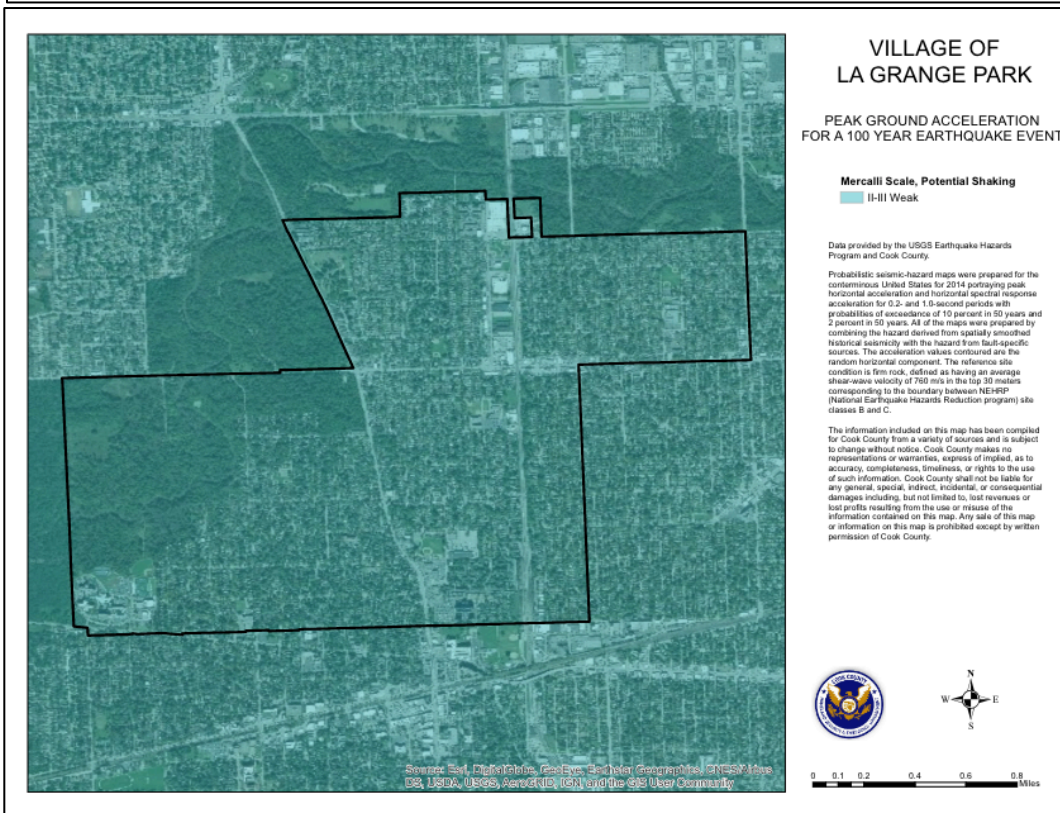 VILLAGE OF
LA GRANGE PARK
PEAK GROUND ACCELERATION
FOR A 100 YEAR EARTHQUAKE EVENT
Mercalli Scale, Potential Shaking
II-III Weak
Data provided by the USGS Earthquake Hazards
Program and Cook County.
Probabilistic seismic-hazard maps were prepared for the
conterminous United States for 2014 portraying peak
horizontal acceleration and horizontal spectral response
acceleration for 0.2- and 1.0-second periods with
probabilities of exceedance of 10 percent in 50 years and
2 percent in 50 years. All of the maps were prepared by
combining the hazard derived from spatially smoothed
historical seismicity with the hazard from fault-specific
sources. The acceleration values contoured are the
random horizontal component. The reference site
condition is firm rock, defined as having an average
shear-wave velocity of 760 m/s in the top 30 meters
corresponding to the boundary between NEHRP
(National Earthquake Hazards Reduction program) site
classes B and C.
The information included on this map has been compiled
for Cook County from a variety of sources and is subject
to change without notice. Cook County makes no
representations or warranties, express of implied, as to
accuracy, completeness, timeliness, or rights to the use
of such information. Cook County shall not be liable for
any general, special, indirect, incidental, or consequential
damages including, but not limited to, lost revenues or
lost profits resulting from the use or misuse of the
information contained on this map. Any sale of this map
or information on this map is prohibited except by written
permission of Cook County.
COOK COUNTY
N
W E
S
0 0.1 0.2 0.4 0.6 0.8
Miles
Source: Esri, DigitalGlobe, GeoEye, Earthstar Geographics, CNES/Airbus
DS, USDA, USGS, AeroGRID, IGN, and the GIS User Community